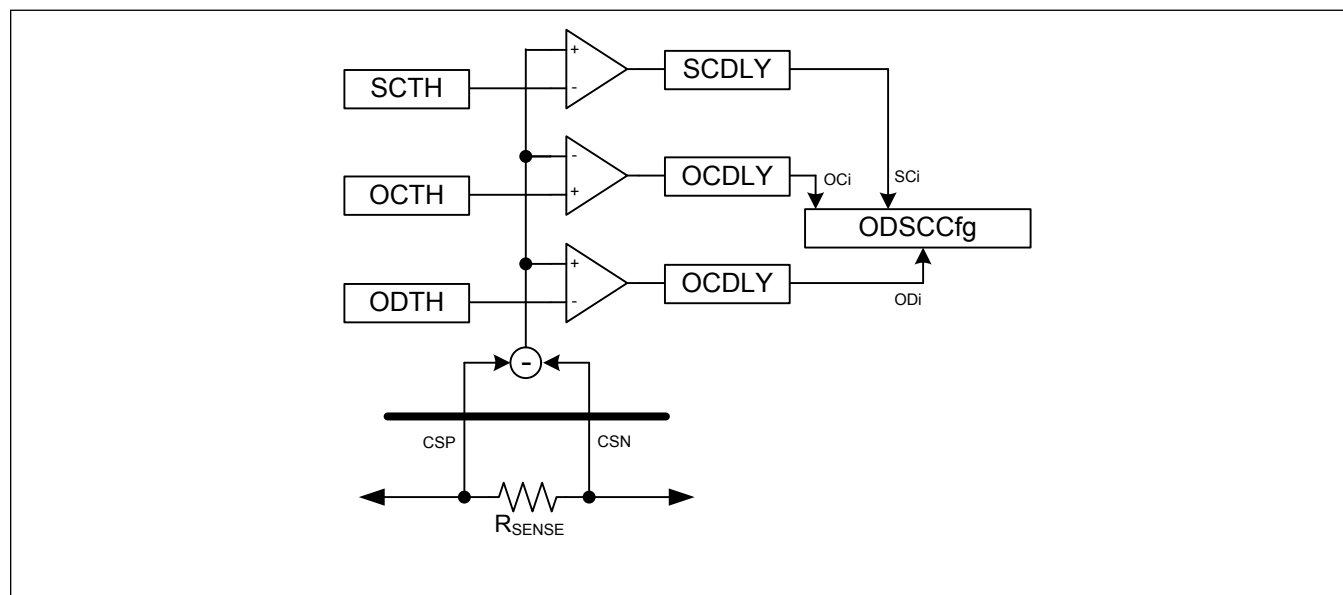 +
SCDLY
SCTH
-
-
OCDLY
OCi
SCi
OCTH
+
ODSCCfg
+
OCDLY
ODTH
-
ODi
-
CSP
CSN
RSENSE